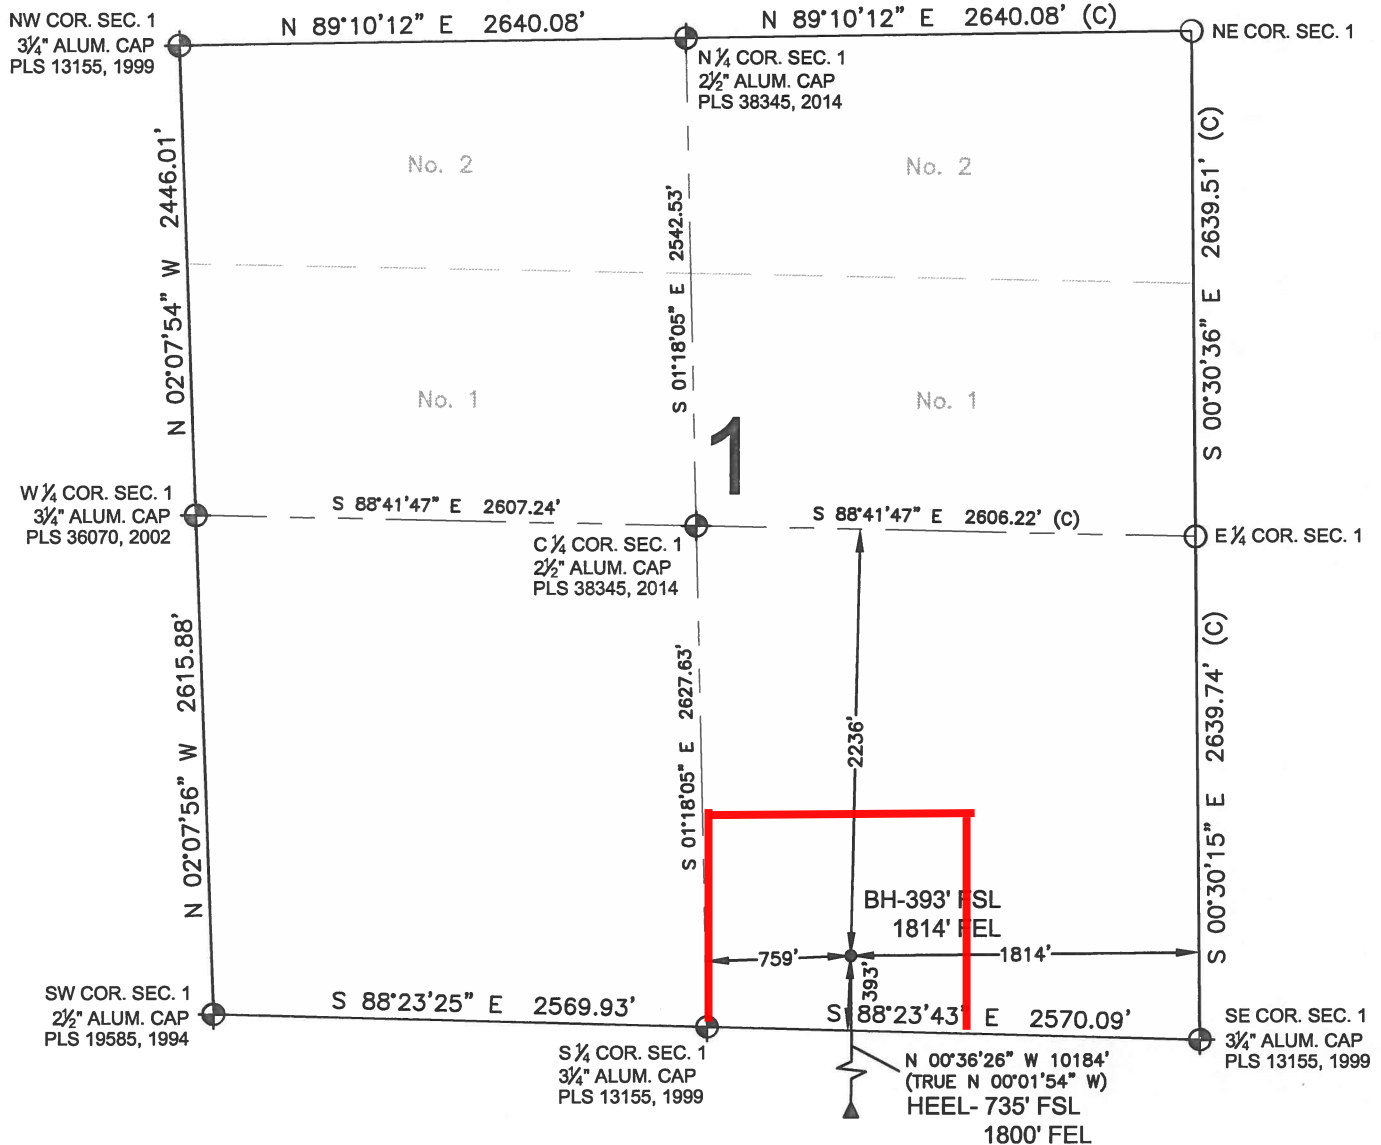 NW COR. SEC. 1
3¼" ALUM. CAP
PLS 13155, 1999
N 89°10'12" E 2640.08'
N 89°10'12" E 2640.08' (C)
NE COR. SEC. 1
N ¼ COR. SEC. 1
2½" ALUM. CAP
PLS 38345, 2014
N 02°07'54" W 2446.01'
No. 2
S 01°18'05" E 2542.53'
No. 2
S 00°30'36" E 2639.51' (C)
No. 1
No. 1
1
W ¼ COR. SEC. 1
3¼" ALUM. CAP
PLS 36070, 2002
S 88°41'47" E 2607.24'
S 88°41'47" E 2606.22' (C)
E ¼ COR. SEC. 1
C ¼ COR. SEC. 1
2½" ALUM. CAP
PLS 38345, 2014
N 02°07'56" W 2615.88'
S 01°18'05" E 2627.63'
2236'
S 00°30'15" E 2639.74' (C)
BH-393' FSL
1814' FEL
759'
1814'
393'
SW COR. SEC. 1
2½" ALUM. CAP
PLS 19585, 1994
S 88°23'25" E 2569.93'
S 88°23'43" E 2570.09'
SE COR. SEC. 1
3¼" ALUM. CAP
PLS 13155, 1999
S ¼ COR. SEC. 1
3¼" ALUM. CAP
PLS 13155, 1999
N 00°36'26" W 10184'
(TRUE N 00°01'54" W)
HEEL- 735' FSL
1800' FEL